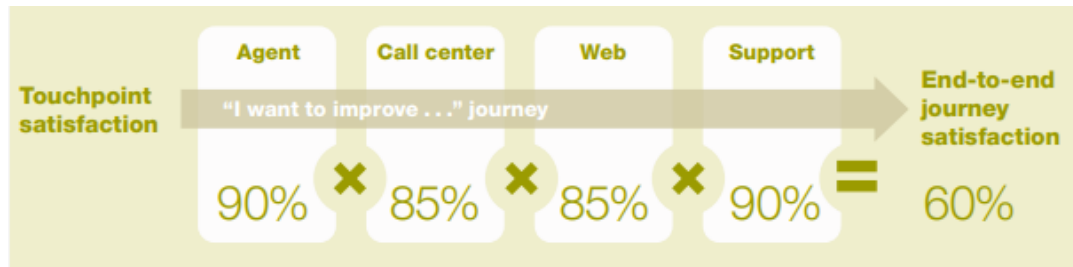 Agent
Call center
Web
Support
Touchpoint
satisfaction
“I want to improve . . .” journey
End-to-end
journey
satisfaction
90% × 85% × 85% × 90% = 60%